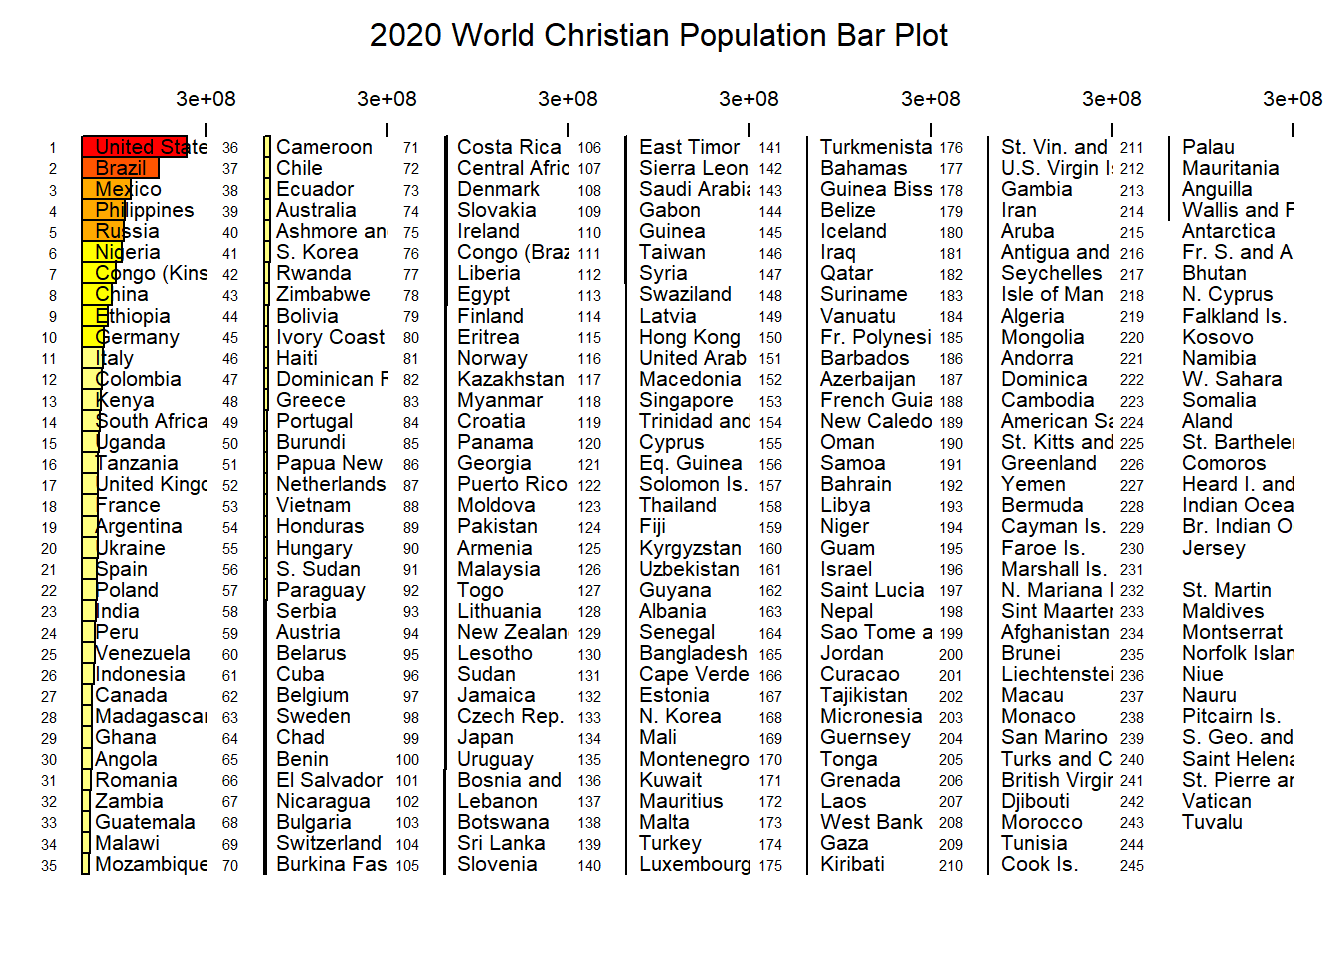 2020 World Christian Population Bar Plot
3e+08 3e+08 3e+08 3e+08 3e+08 3e+08 3e+08
1 United State
2 Brazil
3 Mexico
4 Philippines
5 Russia
6 Nigeria
7 Congo (Kins
8 China
9 Ethiopia
10 Germany
11 Italy
12 Colombia
13 Kenya
14 South Africa
15 Uganda
16 Tanzania
17 United Kingd
18 France
19 Argentina
20 Ukraine
21 Spain
22 Poland
23 India
24 Peru
25 Venezuela
26 Indonesia
27 Canada
28 Madagascar
29 Ghana
30 Angola
31 Romania
32 Zambia
33 Guatemala
34 Malawi
35 Mozambique
36 Cameroon
37 Chile
38 Ecuador
39 Australia
40 Ashmore an
41 S. Korea
42 Rwanda
43 Zimbabwe
44 Bolivia
45 Ivory Coast
46 Haiti
47 Dominican R
48 Greece
49 Portugal
50 Burundi
51 Papua New
52 Netherlands
53 Vietnam
54 Honduras
55 Hungary
56 S. Sudan
57 Paraguay
58 Serbia
59 Austria
60 Belarus
61 Cuba
62 Belgium
63 Sweden
64 Chad
65 Benin
66 El Salvador
67 Nicaragua
68 Bulgaria
69 Switzerland
70 Burkina Fas
71 Costa Rica
72 Central Afric
73 Denmark
74 Slovakia
75 Ireland
76 Congo (Braz
77 Liberia
78 Egypt
79 Finland
80 Eritrea
81 Norway
82 Kazakhstan
83 Myanmar
84 Croatia
85 Panama
86 Georgia
87 Puerto Rico
88 Moldova
89 Pakistan
90 Armenia
91 Malaysia
92 Togo
93 Lithuania
94 New Zealan
95 Lesotho
96 Sudan
97 Jamaica
98 Czech Rep.
99 Japan
100 Uruguay
101 Bosnia and
102 Lebanon
103 Botswana
104 Sri Lanka
105 Slovenia
106 East Timor
107 Sierra Leon
108 Saudi Arabia
109 Gabon
110 Guinea
111 Taiwan
112 Syria
113 Swaziland
114 Latvia
115 Hong Kong
116 United Arab
117 Macedonia
118 Singapore
119 Trinidad and
120 Cyprus
121 Eq. Guinea
122 Solomon Is.
123 Thailand
124 Fiji
125 Kyrgyzstan
126 Uzbekistan
127 Guyana
128 Albania
129 Senegal
130 Bangladesh
131 Cape Verde
132 Estonia
133 N. Korea
134 Mali
135 Montenegro
136 Kuwait
137 Mauritius
138 Malta
139 Turkey
140 Luxembourg
141 Turkmenista
142 Bahamas
143 Guinea Biss
144 Belize
145 Iceland
146 Iraq
147 Qatar
148 Suriname
149 Vanuatu
150 Fr. Polynesi
151 Barbados
152 Azerbaijan
153 French Guia
154 New Caledo
155 Oman
156 Samoa
157 Bahrain
158 Libya
159 Niger
160 Guam
161 Israel
162 Saint Lucia
163 Nepal
164 Sao Tome a
165 Jordan
166 Curacao
167 Tajikistan
168 Micronesia
169 Guernsey
170 Tonga
171 Grenada
172 Laos
173 West Bank
174 Gaza
175 Kiribati
176 St. Vin. and
177 U.S. Virgin Is
178 Gambia
179 Iran
180 Aruba
181 Antigua and
182 Seychelles
183 Isle of Man
184 Algeria
185 Mongolia
186 Andorra
187 Dominica
188 Cambodia
189 American Sa
190 St. Kitts and
191 Greenland
192 Yemen
193 Bermuda
194 Cayman Is.
195 Faroe Is.
196 Marshall Is.
197 N. Mariana I
198 Sint Maarten
199 Afghanistan
200 Brunei
201 Liechtenstei
202 Macau
203 Monaco
204 San Marino
205 Turks and C
206 British Virgin
207 Djibouti
208 Morocco
209 Tunisia
210 Cook Is.
211 Palau
212 Mauritania
213 Anguilla
214 Wallis and F
215 Antarctica
216 Fr. S. and A
217 Bhutan
218 N. Cyprus
219 Falkland Is.
220 Kosovo
221 Namibia
222 W. Sahara
223 Somalia
224 Aland
225 St. Barthele
226 Comoros
227 Heard I. and
228 Indian Ocea
229 Br. Indian O
230 Jersey
231
232 St. Martin
233 Maldives
234 Montserrat
235 Norfolk Islan
236 Niue
237 Nauru
238 Pitcairn Is.
239 S. Geo. and
240 Saint Helena
241 St. Pierre an
242 Vatican
243 Tuvalu
244
245